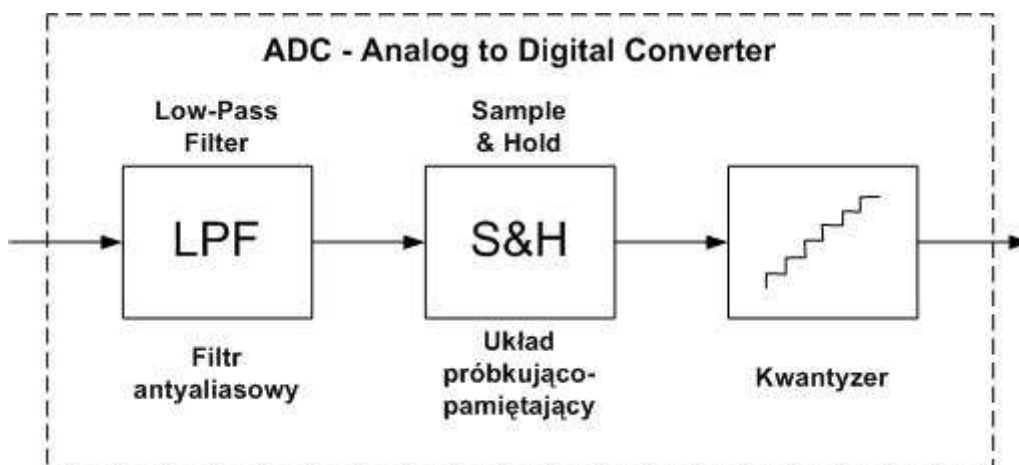 ADC - Analog to Digital Converter
Low-Pass
Filter
Sample
& Hold
LPF
S&H
Filtr
antyaliasowy
Układ
próbkująco-
pamiętający
Kwantyzer